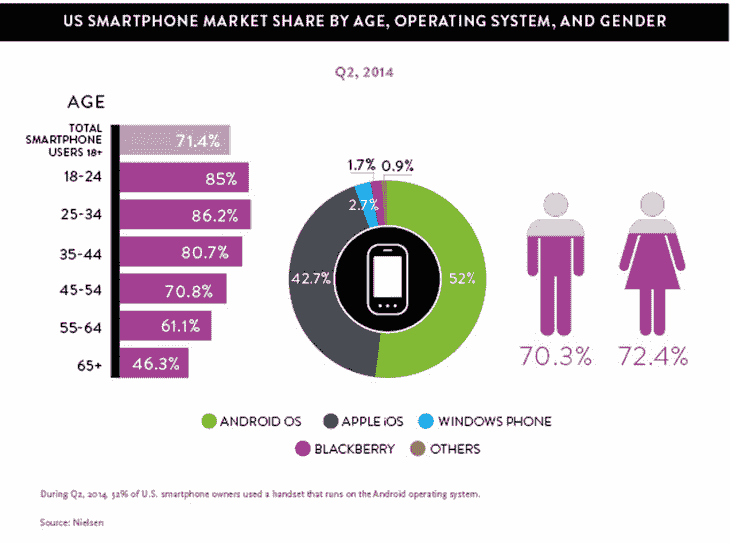 US SMARTPHONE MARKET SHARE BY AGE, OPERATING SYSTEM, AND GENDER
Q2, 2014
AGE
TOTAL
SMARTPHONE
USERS 18+
71.4%
18-24
85%
25-34
86.2%
35-44
80.7%
45-54
70.8%
55-64
61.1%
65+
46.3%
1.7%
0.9%
2.7%
42.7%
52%
70.3%
72.4%
ANDROID OS
APPLE iOS
WINDOWS PHONE
BLACKBERRY
OTHERS
During Q2, 2014, 52% of U.S. smartphone owners used a handset that runs on the Android operating system.
Source: Nielsen